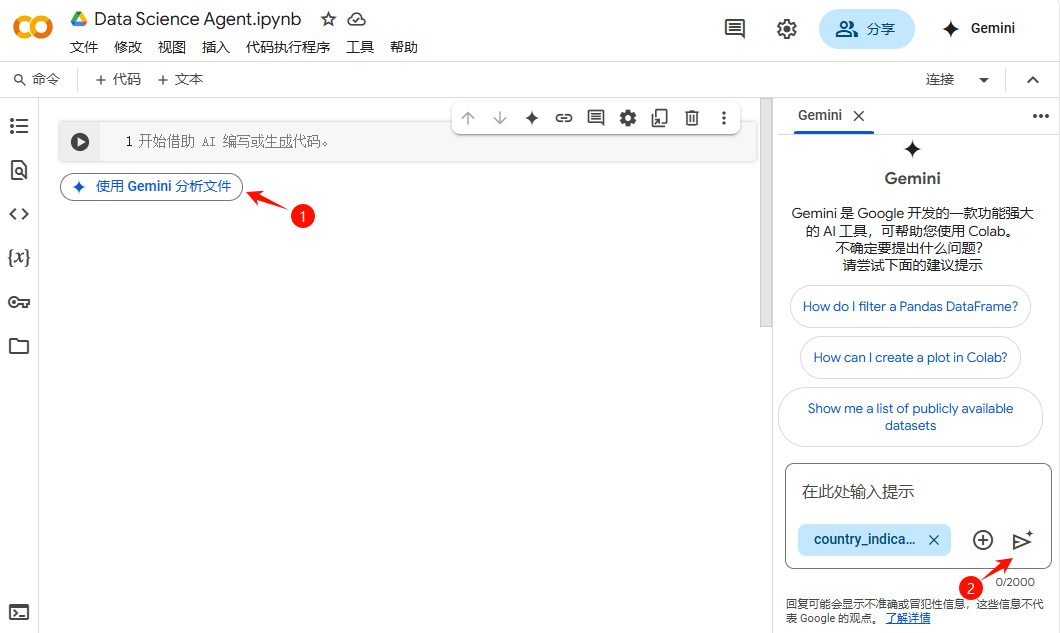 Data Science Agent.ipynb
文件 修改 视图 插入 代码执行程序 工具 帮助
分享
Gemini
命令 + 代码 + 文本
连接
1 开始借助 AI 编写或生成代码。
使用 Gemini 分析文件
1
Gemini
Gemini
Gemini 是 Google 开发的一款功能强大
的 AI 工具，可帮助您使用 Colab。
不确定要提出什么问题?
请尝试下面的建议提示
How do I filter a Pandas DataFrame?
How can I create a plot in Colab?
Show me a list of publicly available
datasets
在此处输入提示
country_indica...
2
0/2000
回复可能会显示不准确或冒犯性信息，这些信息不代
表 Google 的观点。 了解详情